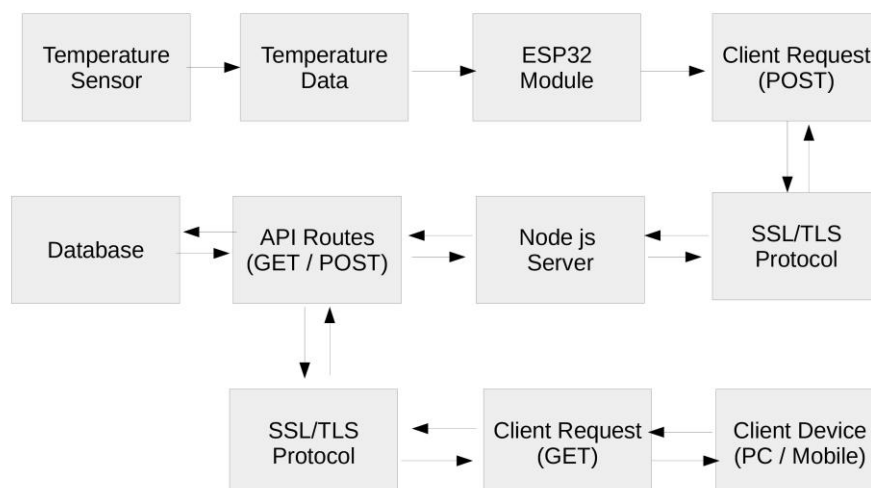 Temperature
Sensor
Temperature
Data
ESP32
Module
Client Request
(POST)
Database
API Routes
(GET / POST)
Node js
Server
SSL/TLS
Protocol
SSL/TLS
Protocol
Client Request
(GET)
Client Device
(PC / Mobile)